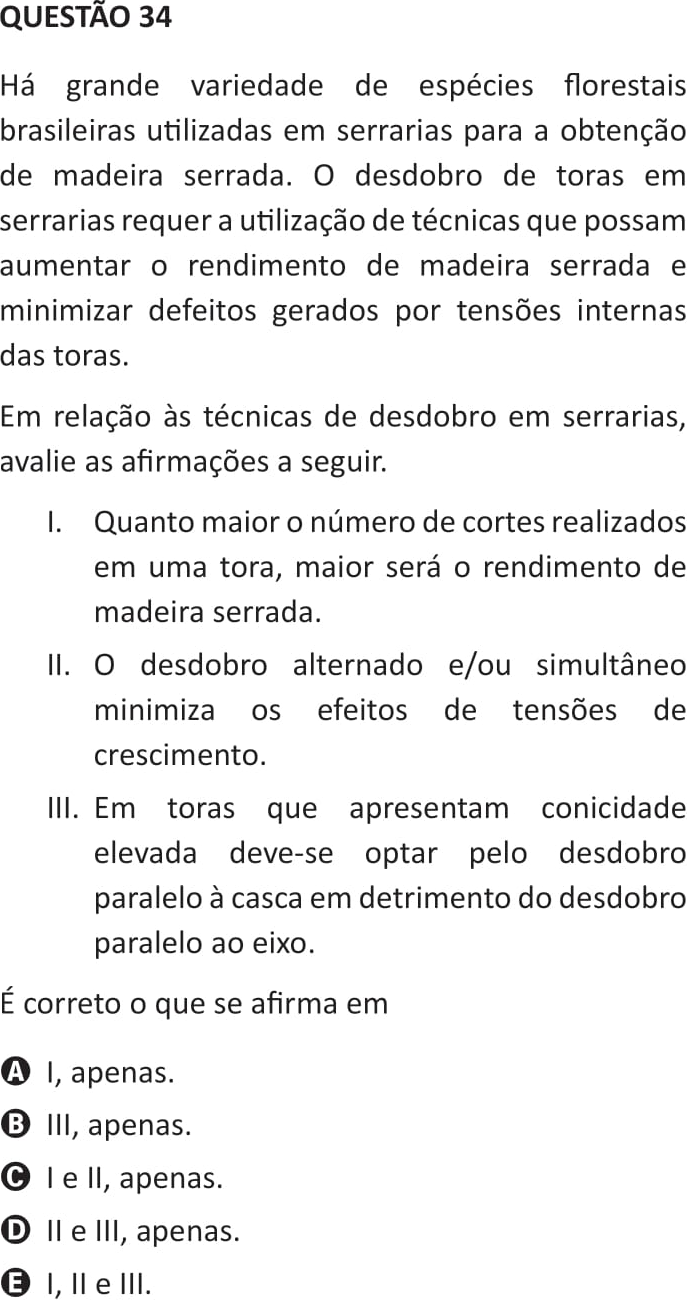 QUESTÃO 34
Há grande variedade de espécies florestais
brasileiras utilizadas em serrarias para a obtenção
de madeira serrada. O desdobro de toras em
serrarias requer a utilização de técnicas que possam
aumentar o rendimento de madeira serrada e
minimizar defeitos gerados por tensões internas
das toras.
Em relação às técnicas de desdobro em serrarias,
avalie as afirmações a seguir.
I. Quanto maior o número de cortes realizados
em uma tora, maior será o rendimento de
madeira serrada.
II. O desdobro alternado e/ou simultâneo
minimiza os efeitos de tensões de
crescimento.
III. Em toras que apresentam conicidade
elevada deve-se optar pelo desdobro
paralelo à casca em detrimento do desdobro
paralelo ao eixo.
É correto o que se afirma em
A I, apenas.
B III, apenas.
C I e II, apenas.
D II e III, apenas.
E I, II e III.